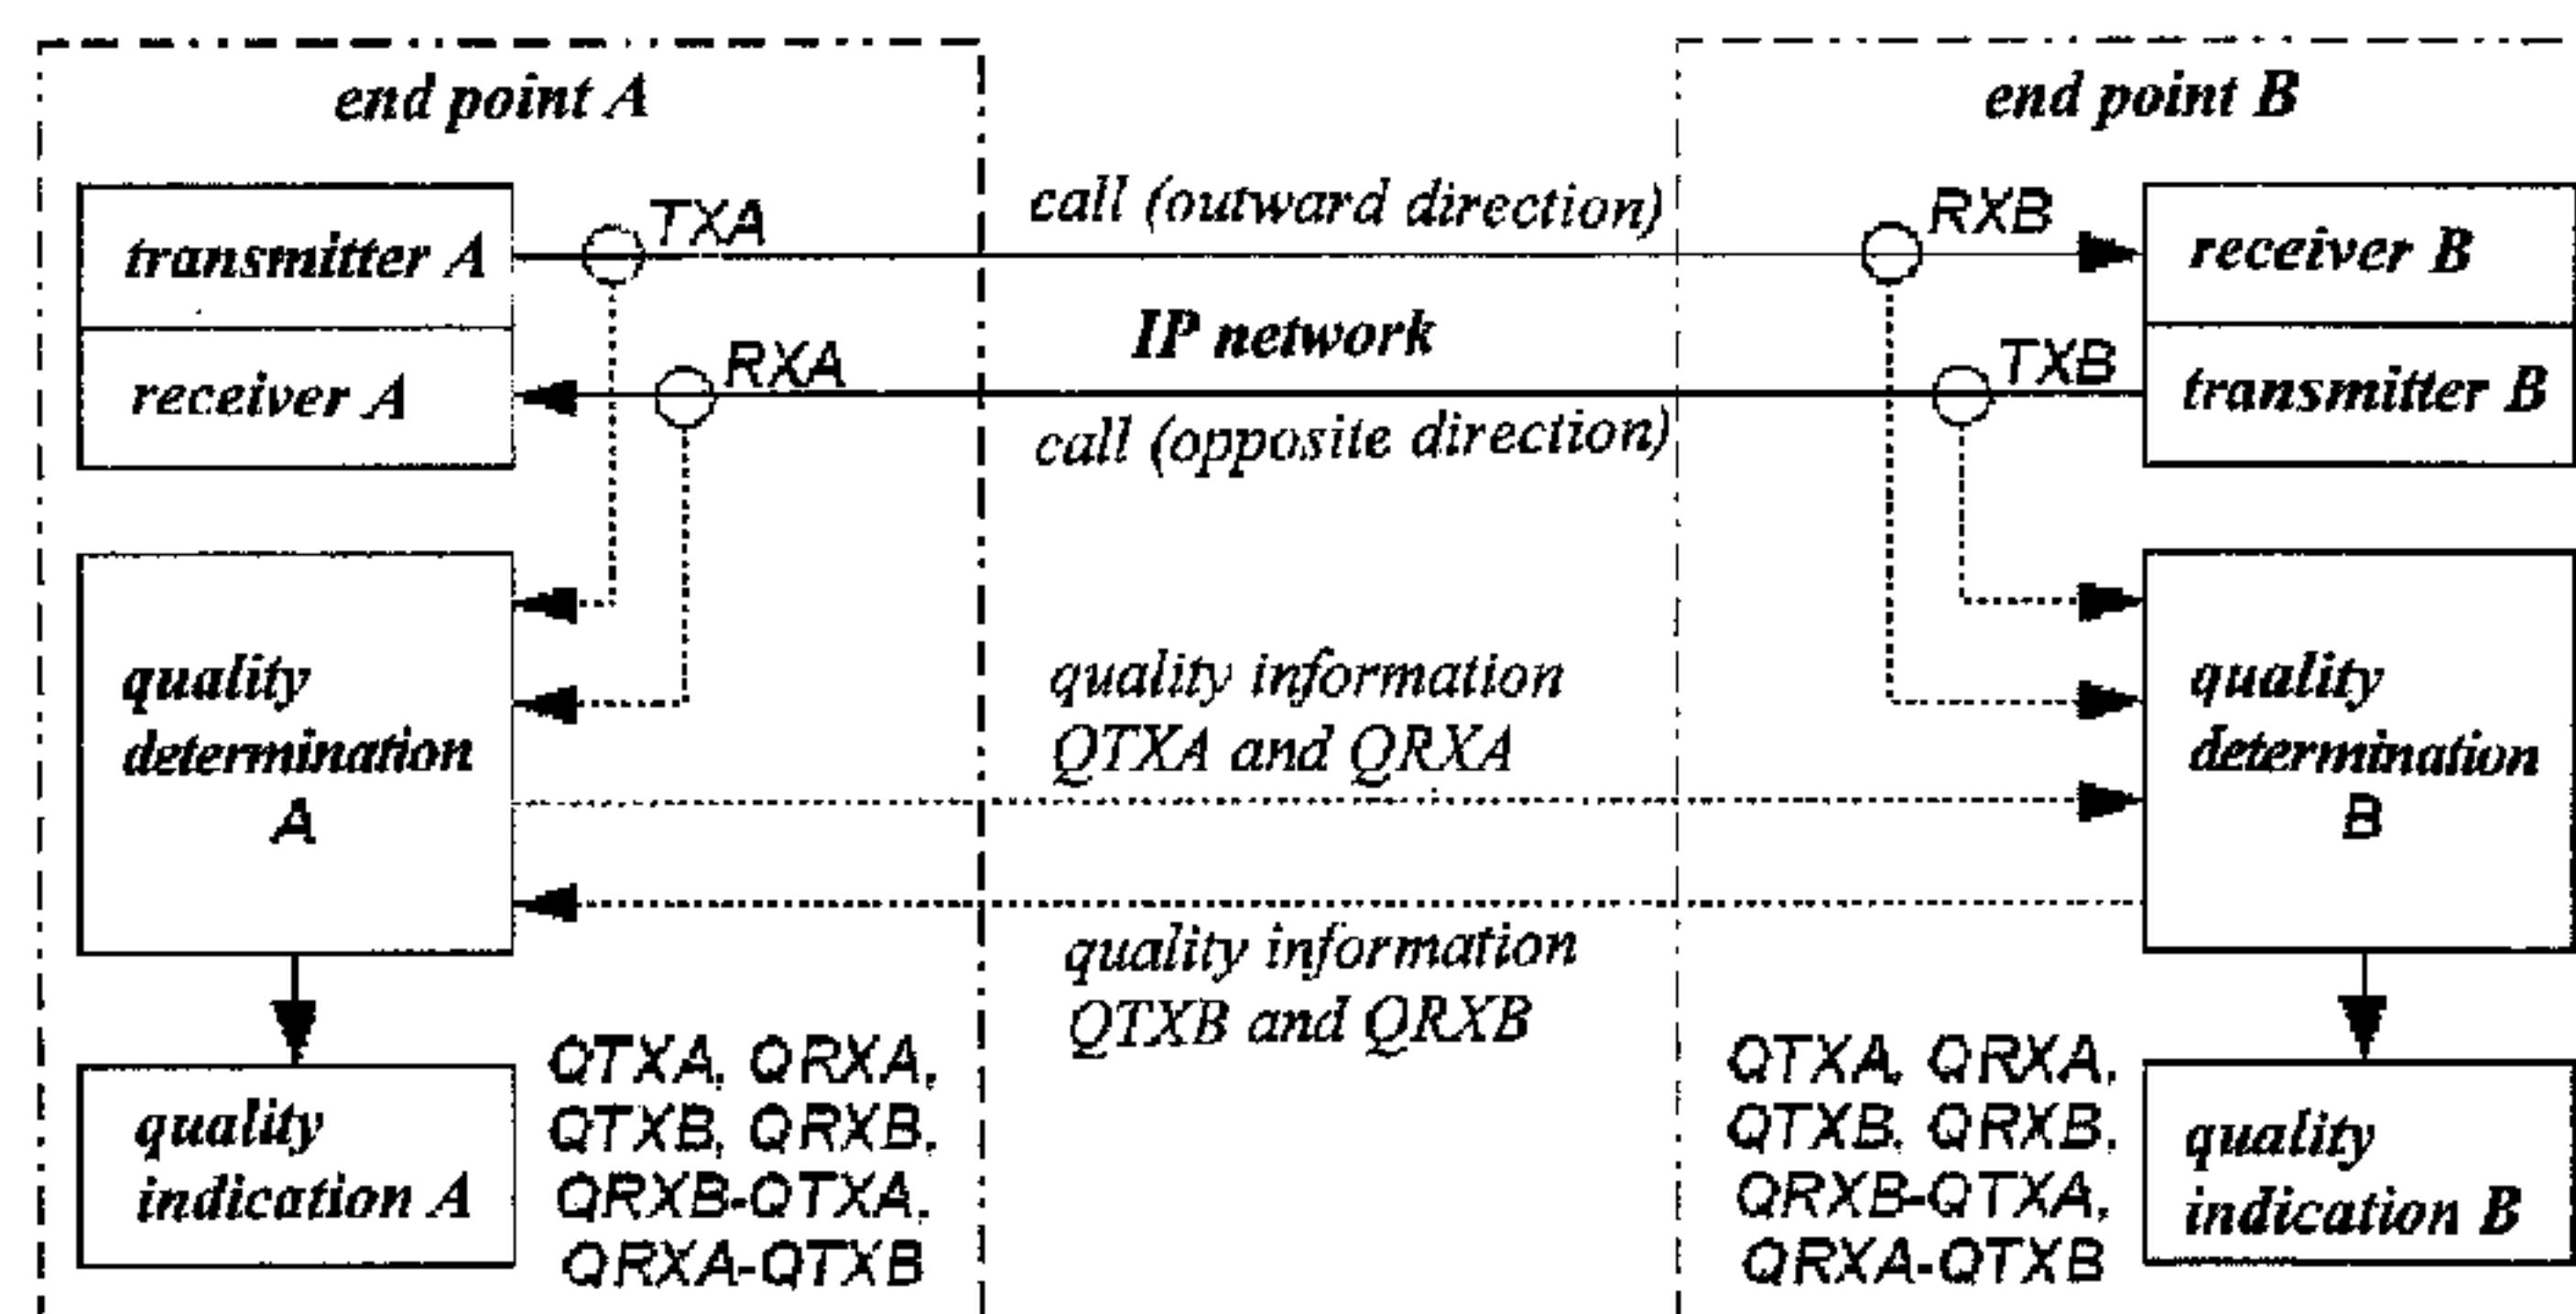 end point A
end point B
TXA
call (outward direction)
RXB
transmitter A
receiver B
IP network
RXA
TXB
receiver A
transmitter B
call (opposite direction)
quality
determination
A
quality information
QTXA and QRXA
quality
determination
B
quality information
QTXB and QRXB
quality
indication A
QTXA, QRXA,
QTXB, QRXB,
QRXB-QTXA,
QRXA-QTXB
QTXA, QRXA,
QTXB, QRXB,
QRXB-QTXA,
QRXA-QTXB
quality
indication B